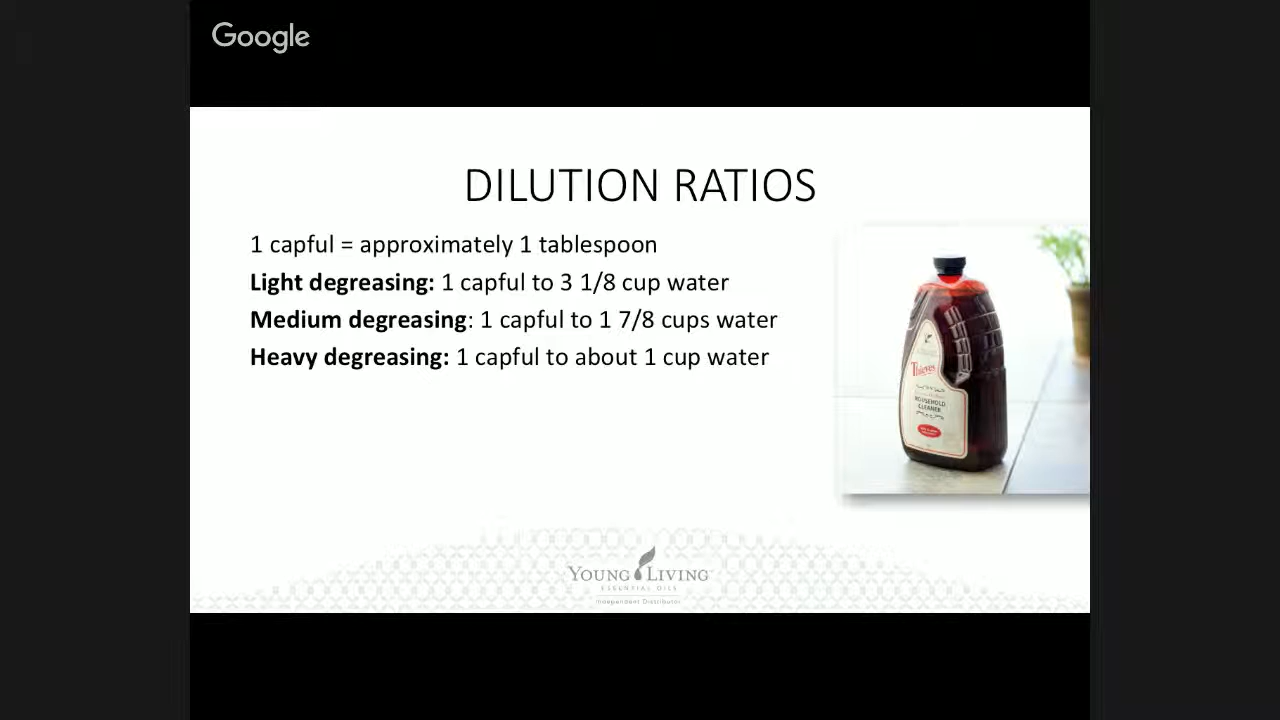 Google
DILUTION RATIOS
1 capful = approximately 1 tablespoon
Light degreasing: 1 capful to 3 1/8 cup water
Medium degreasing: 1 capful to 1 7/8 cups water
Heavy degreasing: 1 capful to about 1 cup water
Thieves
HOUSEHOLD
CLEANER
YOUNG LIVING
ESSENTIAL OILS
Independent Distributor